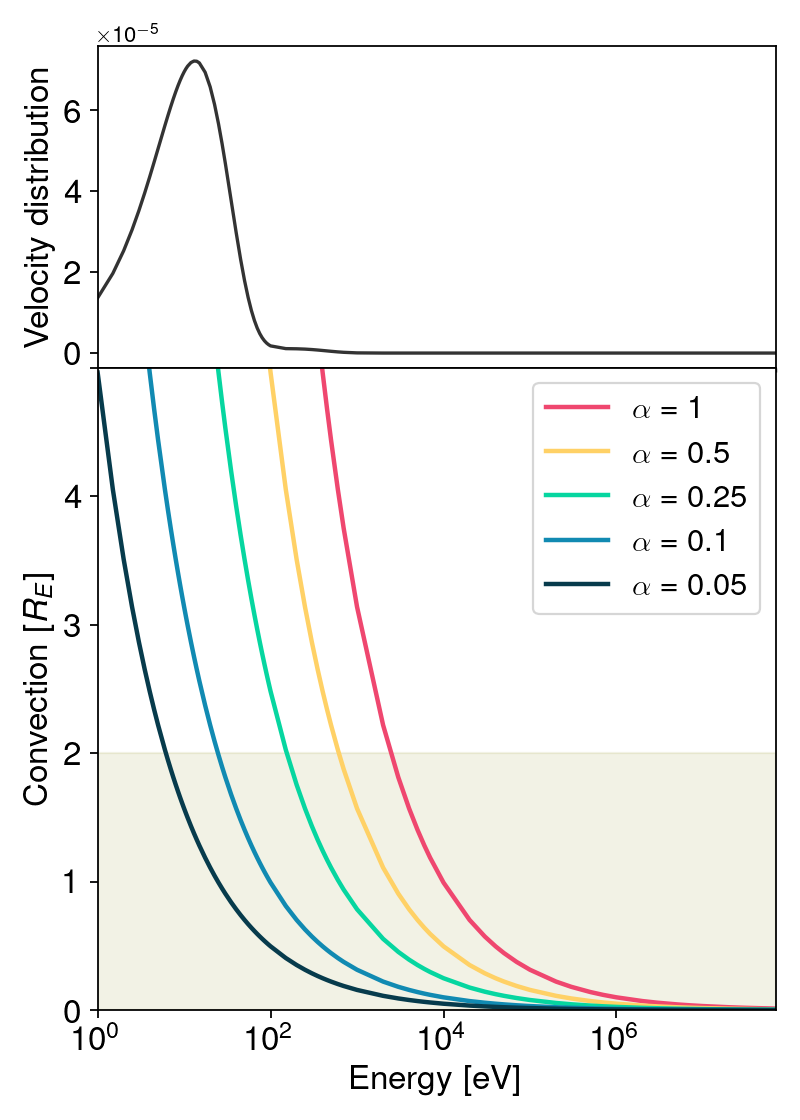 ×10⁻⁵
6
4
2
0
Velocity distribution
α = 1
α = 0.5
α = 0.25
α = 0.1
α = 0.05
4
3
2
1
0
Convection [R_E]
10⁰ 10² 10⁴ 10⁶
Energy [eV]